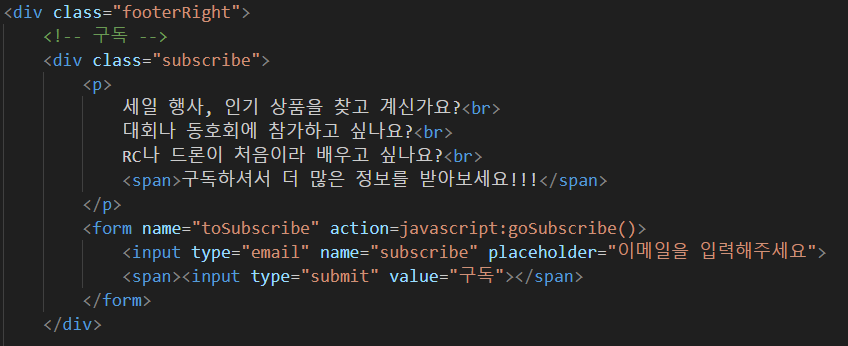 <div class="footerRight">
<!-- 구독 -->
<div class="subscribe">
<p>
세일 행사, 인기 상품을 찾고 계신가요?<br>
대회나 동호회에 참가하고 싶나요?<br>
RC나 드론이 처음이라 배우고 싶나요?<br>
<span>구독하셔서 더 많은 정보를 받아보세요!!!</span>
</p>
<form name="toSubscribe" action=javascript:goSubscribe()>
<input type="email" name="subscribe" placeholder="이메일을 입력해주세요">
<span><input type="submit" value="구독"></span>
</form>
</div>